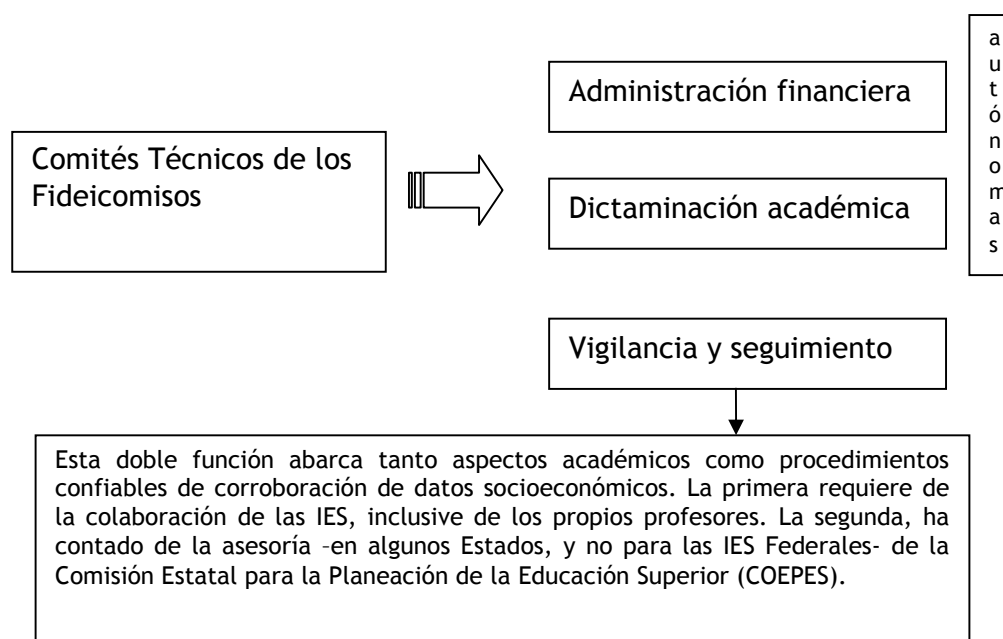 Comités Técnicos de los
Fideicomisos
Administración financiera
Dictaminación académica
a
u
t
ó
n
o
m
a
s
Vigilancia y seguimiento
Esta doble función abarca tanto aspectos académicos como procedimientos
confiables de corroboración de datos socioeconómicos. La primera requiere de
la colaboración de las IES, inclusive de los propios profesores. La segunda, ha
contado de la asesoría –en algunos Estados, y no para las IES Federales- de la
Comisión Estatal para la Planeación de la Educación Superior (COEPES).